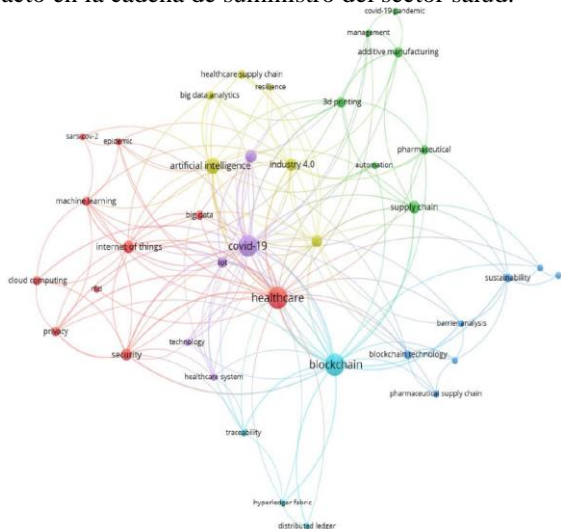 acto en la cadena de suministro del sector salud.
covid-19 pandemic
management
additive manufacturing
healthcare supply chain
resilience
big data analytics
3d printing
sars-cov-2
epidemic
pharmaceutical
artificial intelligence
industry 4.0
automation
machine learning
big data
supply chain
internet of things
covid-19
iot
cloud computing
rfid
sustainability
healthcare
privacy
barrier analysis
technology
security
blockchain technology
blockchain
healthcare system
pharmaceutical supply chain
traceability
hyperledger fabric
distributed ledger